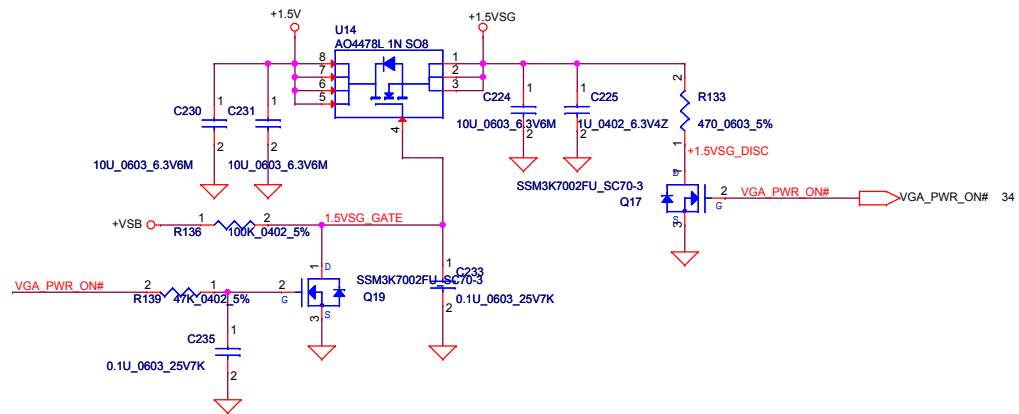 +1.5V
+1.5VSG
U14
AO4478L 1N SO8
8
7
6
5
1
2
3
4
1
C230
2
10U_0603_6.3V6M
1
C231
2
10U_0603_6.3V6M
1
C224
10U_0603_6.3V6M
2
1
C225
1U_0402_6.3V4Z
2
2
R133
470_0603_5%
1
+1.5VSG_DISC
SSM3K7002FU_SC70-3
Q17
1
D
2
G
S
3
VGA_PWR_ON#
VGA_PWR_ON# 34
+VSB
1
R136
2
100K_0402_5%
1.5VSG_GATE
1
D
SSM3K7002FU_SC70-3
Q19
2
G
S
3
1
C233
0.1U_0603_25V7K
2
VGA_PWR_ON#
2
R139
1
47K_0402_5%
1
C235
0.1U_0603_25V7K
2